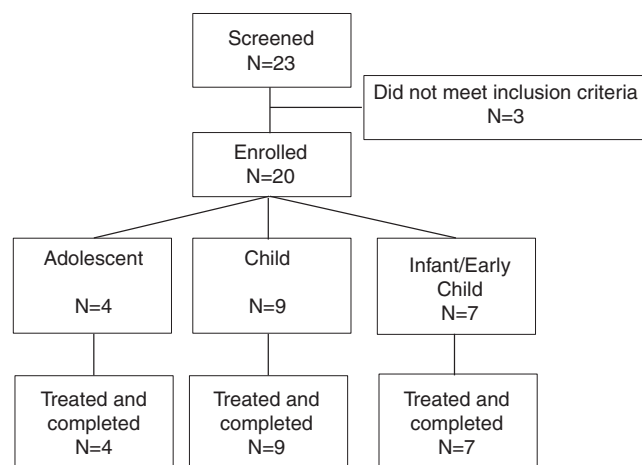 Screened
N=23
Did not meet inclusion criteria
N=3
Enrolled
N=20
Adolescent
N=4
Child
N=9
Infant/Early
Child
N=7
Treated and
completed
N=4
Treated and
completed
N=9
Treated and
completed
N=7